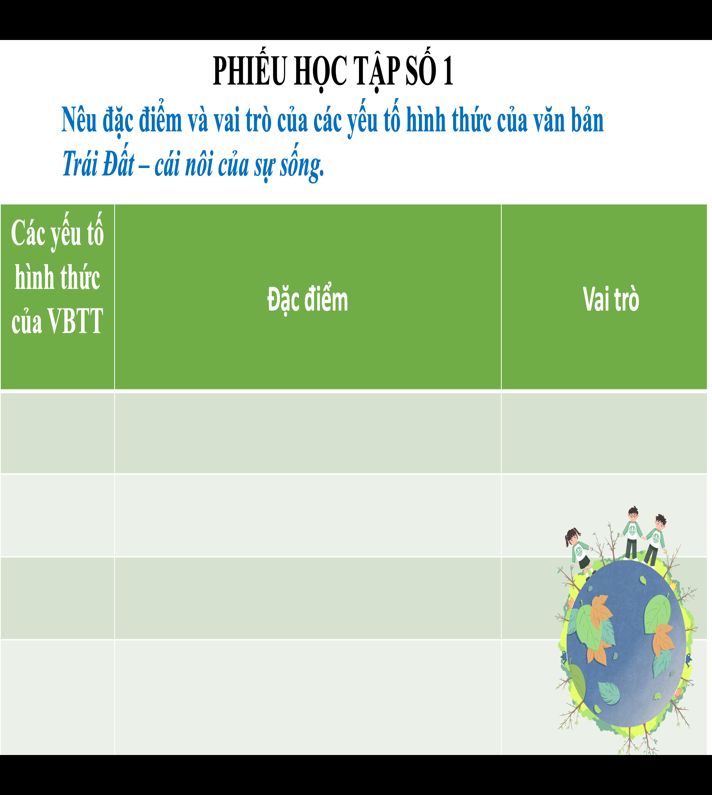 PHIẾU HỌC TẬP SỐ 1
Nêu đặc điểm và vai trò của các yếu tố hình thức của văn bản
Trái Đất – cái nôi của sự sống.
Các yếu tố
hình thức
của VBTT
Đặc điểm
Vai trò